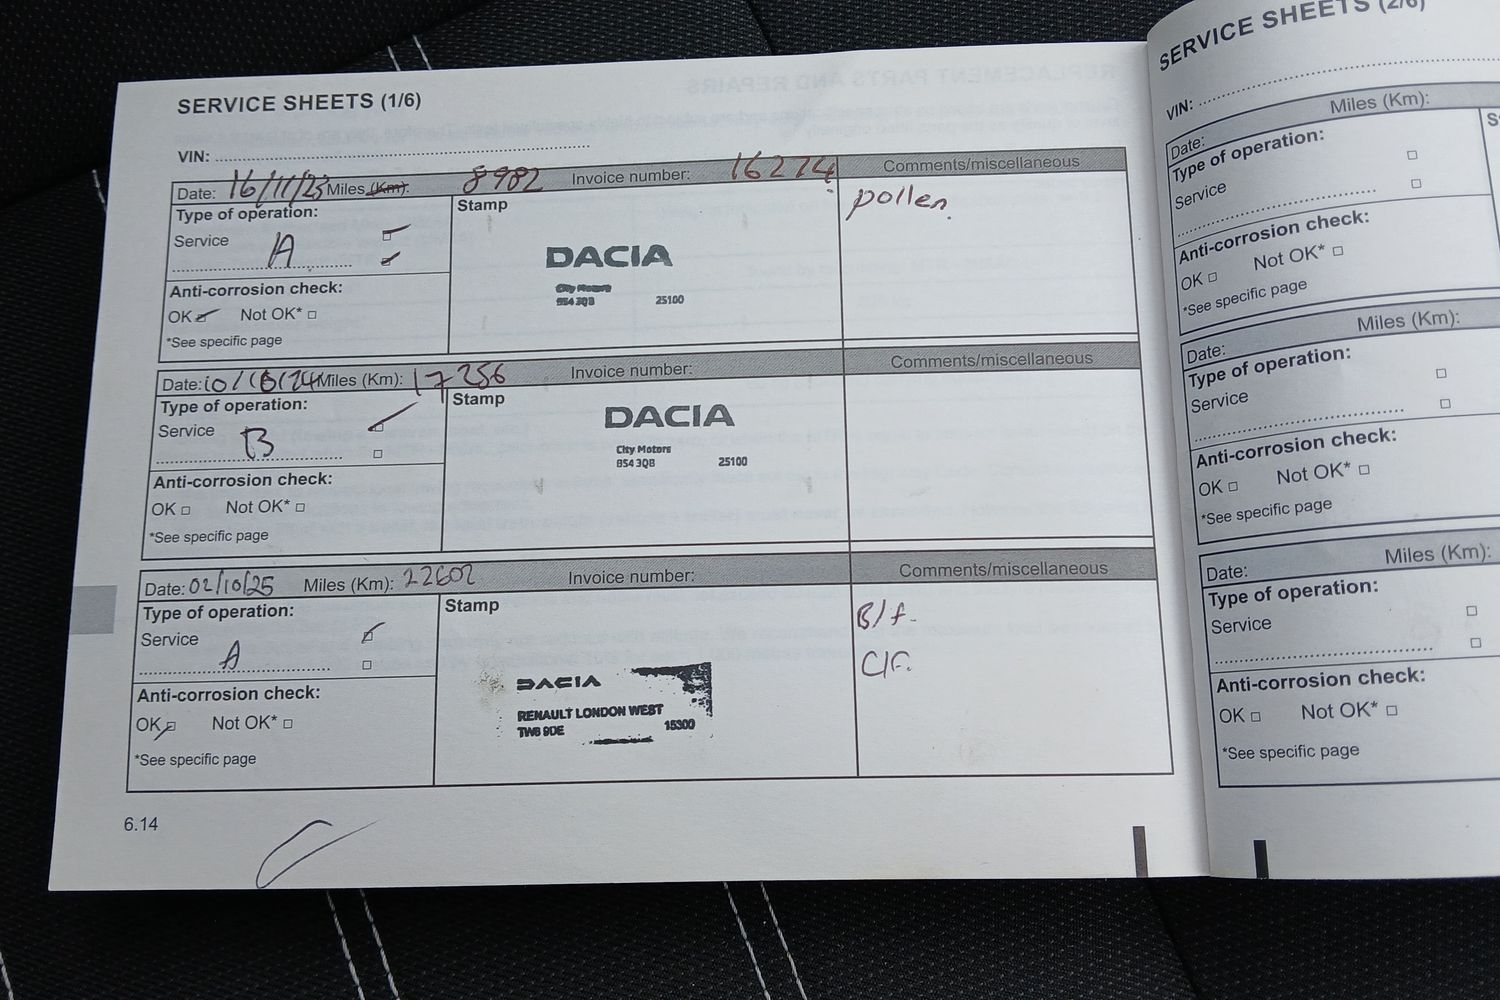 SERVICE SHEETS (1/6)
VIN:
Date: 16/11/23 Miles (Km): 8982 Invoice number: 16274 Comments/miscellaneous
Type of operation:
Service A
Stamp
DACIA
City Motors
BS4 3QB 25100
pollen.
Anti-corrosion check:
OK Not OK*
*See specific page
Date: Miles (Km): 17256 Invoice number: Comments/miscellaneous
Type of operation:
Service B
Stamp
DACIA
City Motors
BS4 3QB 25100
Anti-corrosion check:
OK Not OK*
*See specific page
Date: 02/10/25 Miles (Km): 22602 Invoice number: Comments/miscellaneous
Type of operation:
Service A
Stamp
DACIA
RENAULT LONDON WEST
TW8 9DE 15300
B/f.
C/F.
Anti-corrosion check:
OK Not OK*
*See specific page
6.14
SERVICE SHEETS (2/6)
VIN:
Date: Miles (Km):
Type of operation:
Service
Anti-corrosion check:
OK Not OK*
*See specific page
Date: Miles (Km):
Type of operation:
Service
Anti-corrosion check:
OK Not OK*
*See specific page
Date: Miles (Km):
Type of operation:
Service
Anti-corrosion check:
OK Not OK*
*See specific page